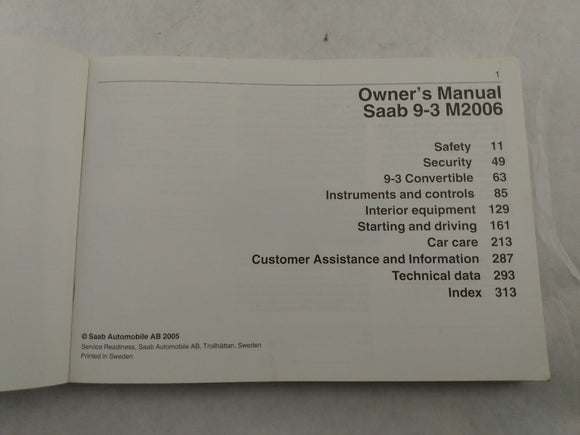 1
Owner's Manual
Saab 9-3 M2006
Safety 11
Security 49
9-3 Convertible 63
Instruments and controls 85
Interior equipment 129
Starting and driving 161
Car care 213
Customer Assistance and Information 287
Technical data 293
Index 313
© Saab Automobile AB 2005
Service Readiness, Saab Automobile AB, Trollhättan, Sweden
Printed in Sweden